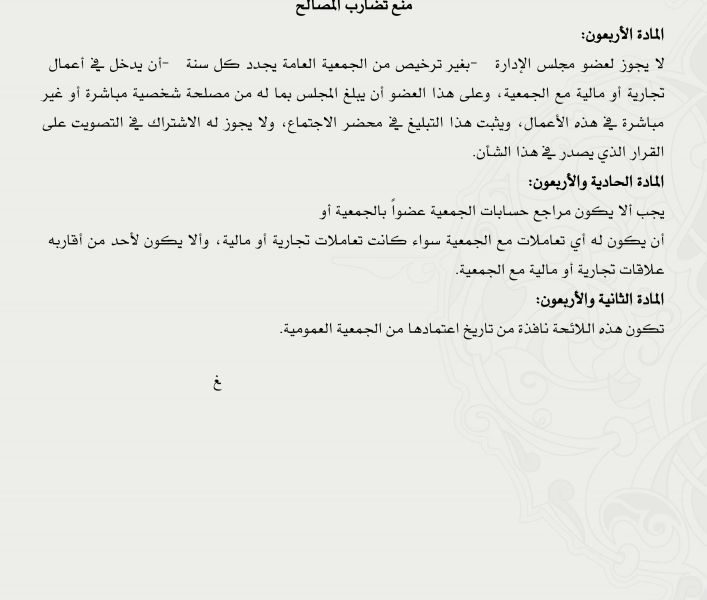 منع تضارب المصالح
المادة الأربعون:
لا يجوز لعضو مجلس الإدارة -بغير ترخيص من الجمعية العامة يجدد كل سنة -أن يدخل في أعمال
تجارية أو مالية مع الجمعية، وعلى هذا العضو أن يبلغ المجلس بما له من مصلحة شخصية مباشرة أو غير
مباشرة في هذه الأعمال، ويثبت هذا التبليغ في محضر الاجتماع، ولا يجوز له الاشتراك في التصويت على
القرار الذي يصدر في هذا الشأن.
المادة الحادية والأربعون:
يجب ألا يكون مراجع حسابات الجمعية عضواً بالجمعية أو
أن يكون له أي تعاملات مع الجمعية سواء كانت تعاملات تجارية أو مالية، وألا يكون لأحد من أقاربه
علاقات تجارية أو مالية مع الجمعية.
المادة الثانية والأربعون:
تكون هذه اللائحة نافذة من تاريخ اعتمادها من الجمعية العمومية.
غ